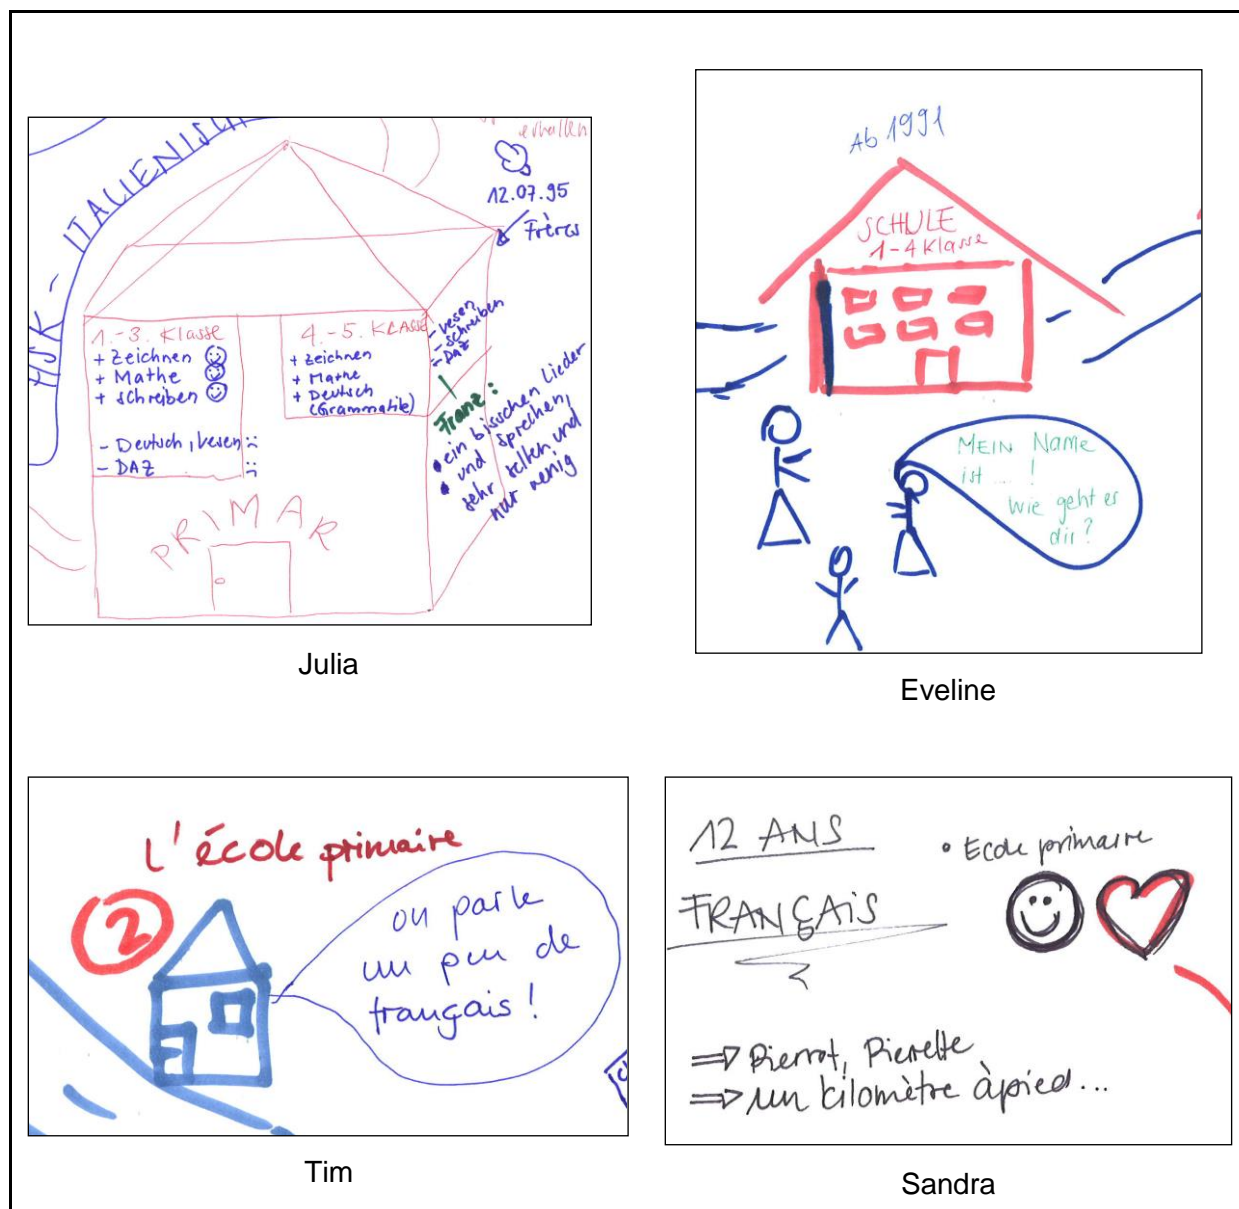 HSK - ITALIENISCH
erhalten
12.07.95
Frères
1.-3. Klasse
+ Zeichnen
+ Mathe
+ schreiben
- Deutsch, lesen
- DAZ
4.-5. KLASSE
+ zeichnen
+ Mathe
+ Deutsch
(Grammatik)
- lesen
- schreiben
- DAZ
Franz:
• ein bisschen Lieder
• und sprechen,
sehr selten und
nur wenig
PRIMAR
Julia
Ab 1991
SCHULE
1-4 Klasse
MEIN Name
ist .... !
Wie geht es
dir?
Eveline
L'école primaire
2
on parle
un peu de
français!
Tim
12 ANS
FRANÇAIS
• Ecole primaire
⇒ Pierrot, Pierrette
⇒ un kilomètre à pied...
Sandra